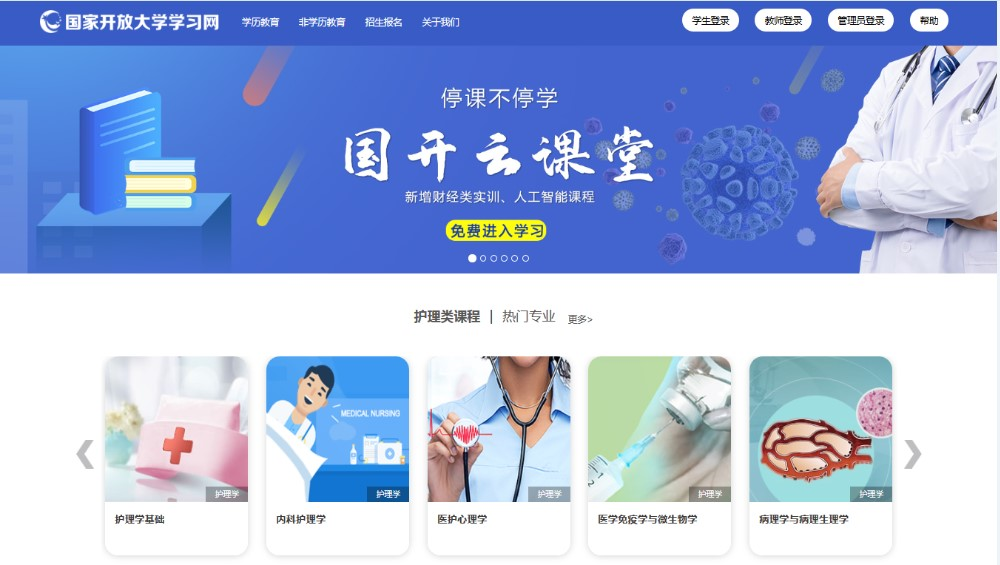 国家开放大学学习网
学历教育 非学历教育 招生报名 关于我们
学生登录 教师登录 管理员登录 帮助
停课不停学
国开云课堂
新增财经类实训、人工智能课程
免费进入学习
护理类课程 | 热门专业 更多>
MEDICAL NURSING
护理学 护理学 护理学 护理学 护理学
护理学基础 内科护理学 医护心理学 医学免疫学与微生物学 病理学与病理生理学